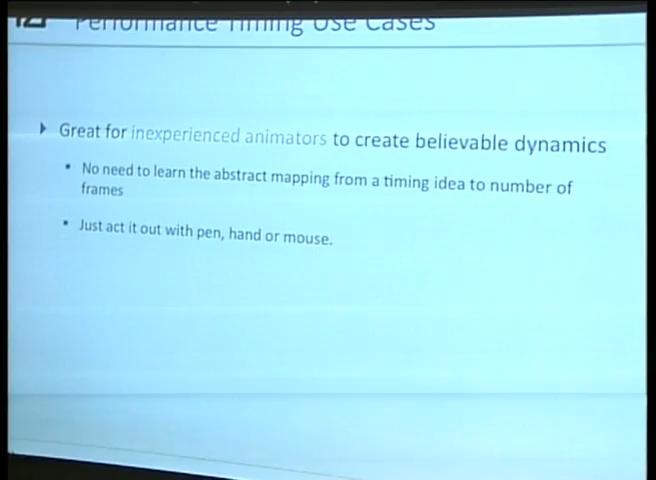 Performance Timing Use Cases
Great for inexperienced animators to create believable dynamics
No need to learn the abstract mapping from a timing idea to number of
frames
Just act it out with pen, hand or mouse.